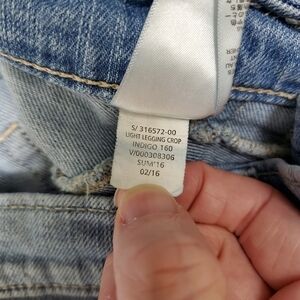 S/ 316572-00
LIGHT LEGGING CROP
INDIGO 160
V/000308306
SUM'16
02/16